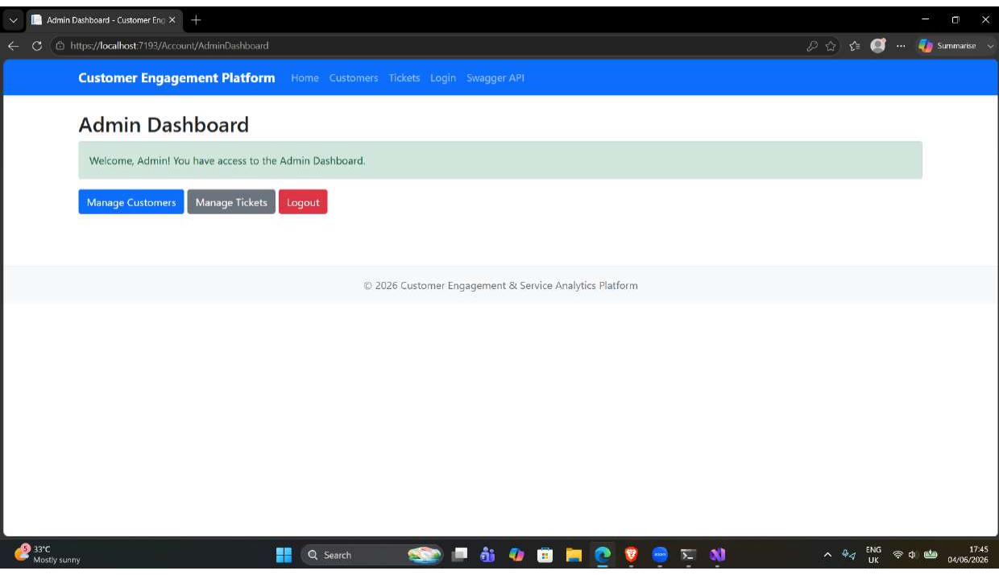 Admin Dashboard - Customer Eng
https://localhost:7193/Account/AdminDashboard
Summarise
Customer Engagement Platform Home Customers Tickets Login Swagger API
Admin Dashboard
Welcome, Admin! You have access to the Admin Dashboard.
Manage Customers Manage Tickets Logout
© 2026 Customer Engagement & Service Analytics Platform
5
33°C
Mostly sunny
Search
zoom
ENG
UK
17:45
04/06/2026